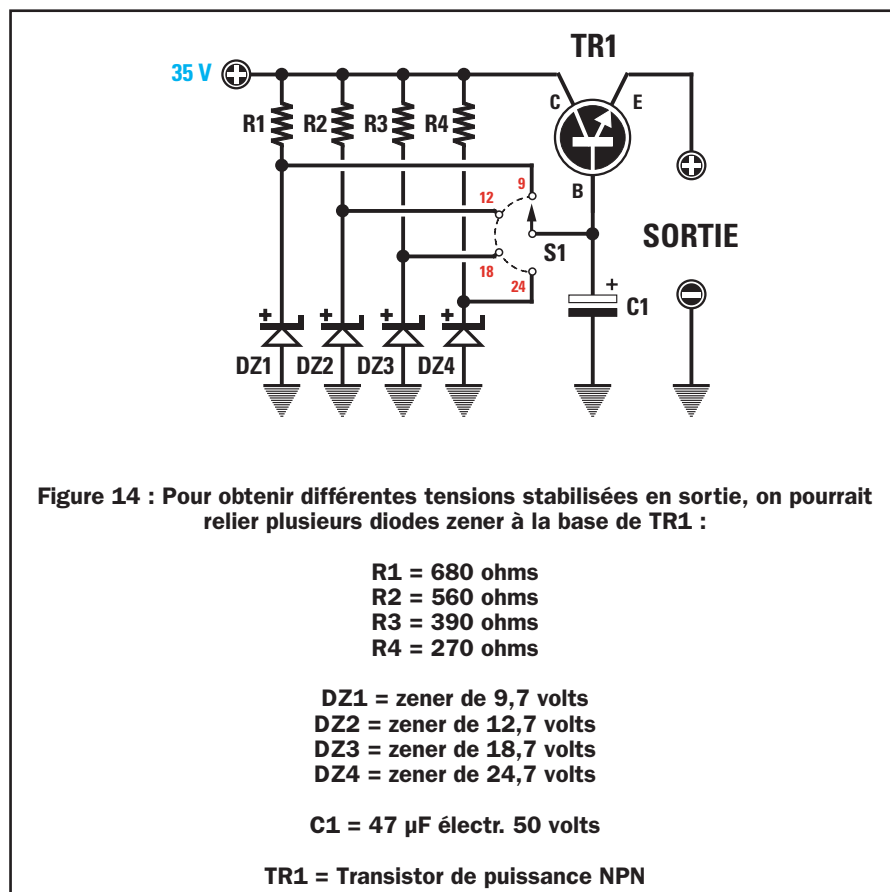 TR1
35 V
C
E
R1
R2
R3
R4
9
B
12
S1
SORTIE
18
24
+
C1
+
+
+
+
DZ1
DZ2
DZ3
DZ4
Figure 14 : Pour obtenir différentes tensions stabilisées en sortie, on pourrait
relier plusieurs diodes zener à la base de TR1 :
R1 = 680 ohms
R2 = 560 ohms
R3 = 390 ohms
R4 = 270 ohms
DZ1 = zener de 9,7 volts
DZ2 = zener de 12,7 volts
DZ3 = zener de 18,7 volts
DZ4 = zener de 24,7 volts
C1 = 47 µF électr. 50 volts
TR1 = Transistor de puissance NPN